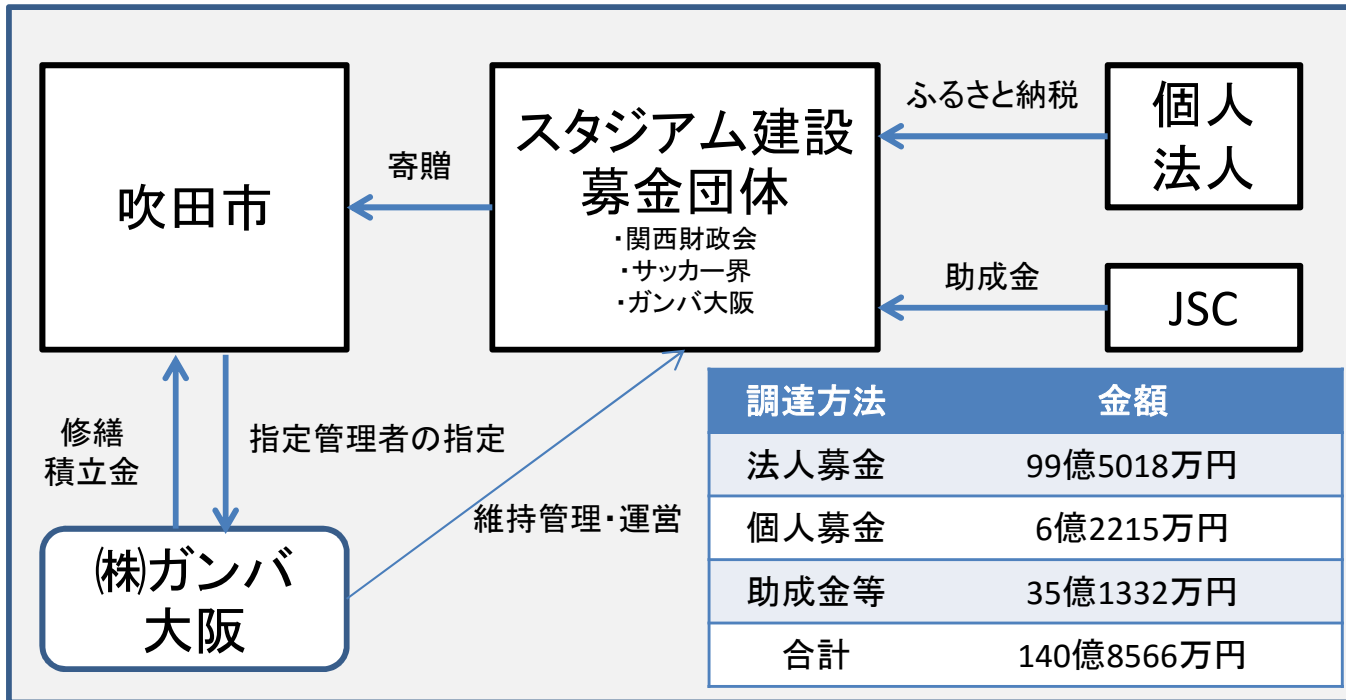 吹田市
寄贈
スタジアム建設
募金団体
・関西財政会
・サッカー界
・ガンバ大阪
ふるさと納税
個人
法人
助成金
JSC
修繕
積立金
指定管理者の指定
維持管理・運営
㈱ガンバ
大阪
調達方法 金額
法人募金 99億5018万円
個人募金 6億2215万円
助成金等 35億1332万円
合計 140億8566万円